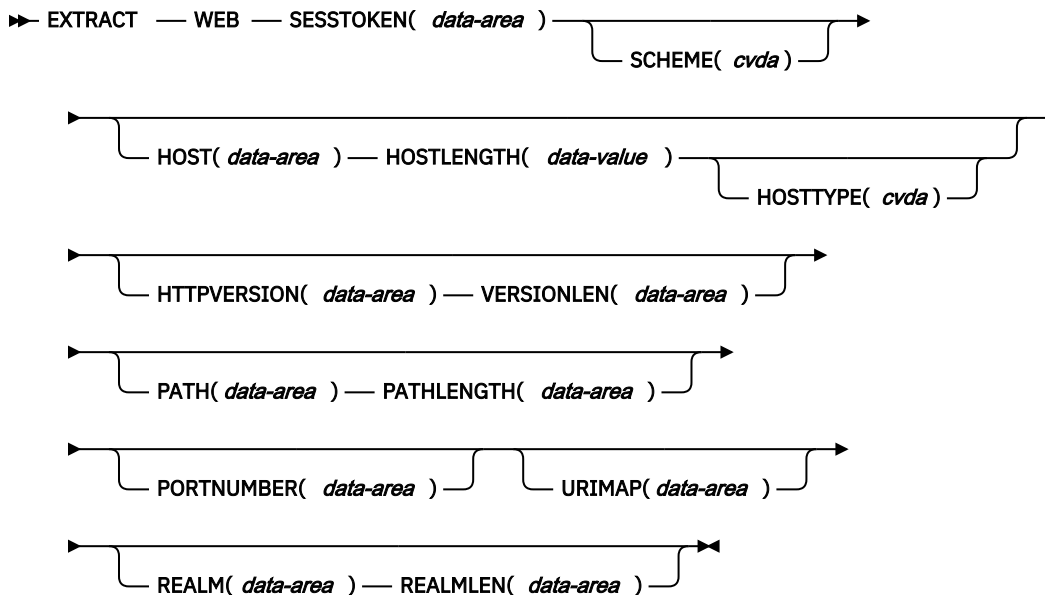 EXTRACT WEB SESSTOKEN( data-area )
SCHEME( cvda )
HOST( data-area ) HOSTLENGTH( data-value )
HOSTTYPE( cvda )
HTTPVERSION( data-area ) VERSIONLEN( data-area )
PATH( data-area ) PATHLENGTH( data-area )
PORTNUMBER( data-area ) URIMAP( data-area )
REALM( data-area ) REALMLEN( data-area )